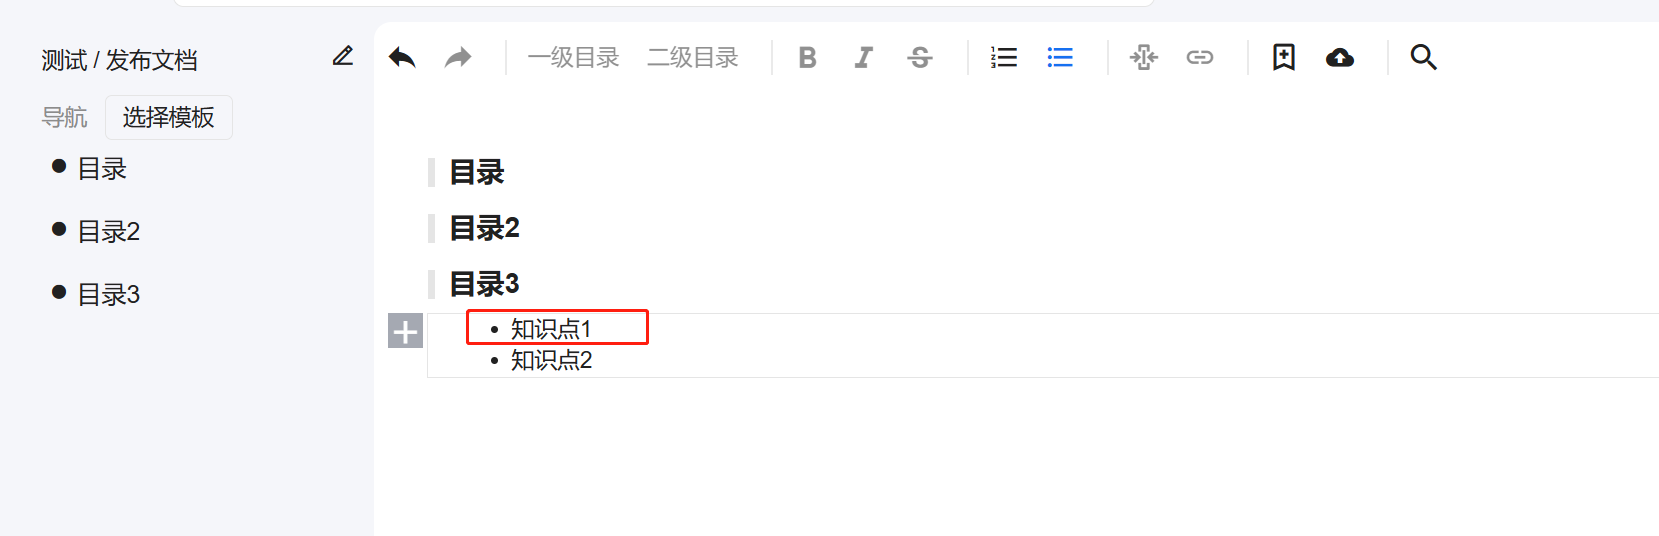 测试 / 发布文档
一级目录 二级目录
导航 选择模板
目录
目录2
目录3
目录
目录2
目录3
知识点1
知识点2